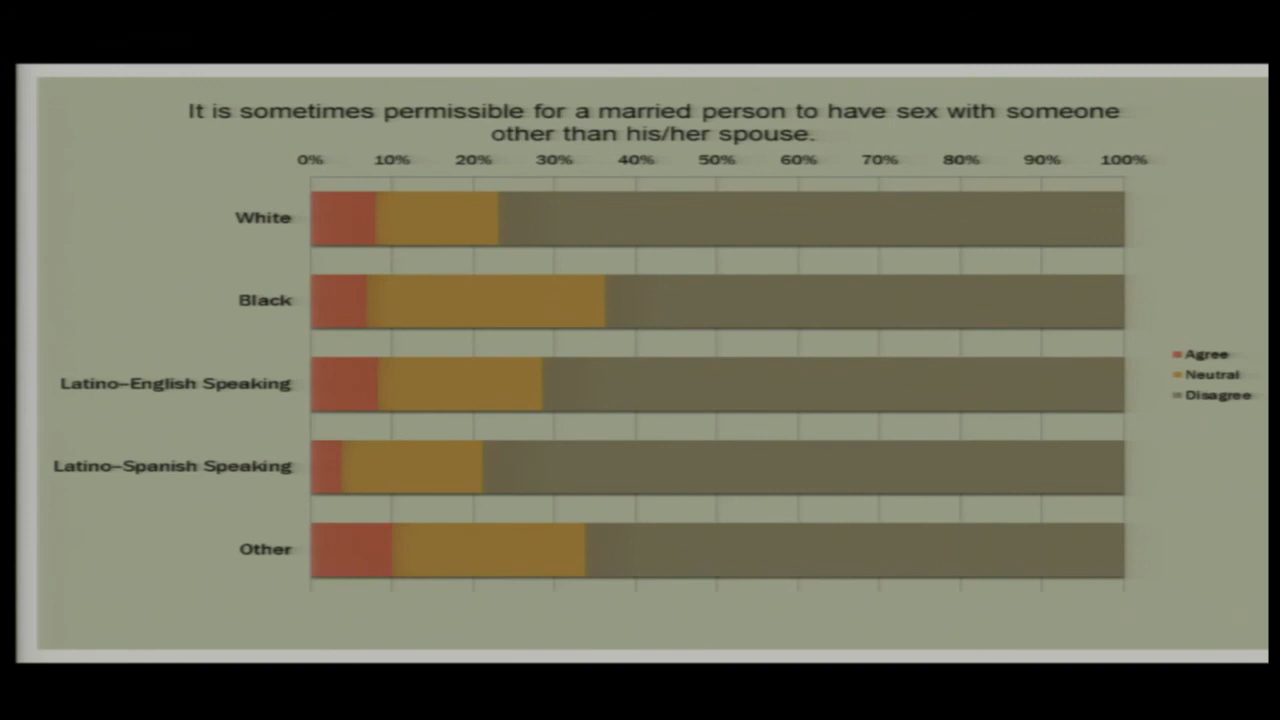 It is sometimes permissible for a married person to have sex with someone
other than his/her spouse.
0% 10% 20% 30% 40% 50% 60% 70% 80% 90% 100%
White
Black
Latino–English Speaking
Latino–Spanish Speaking
Other
Agree
Neutral
Disagree